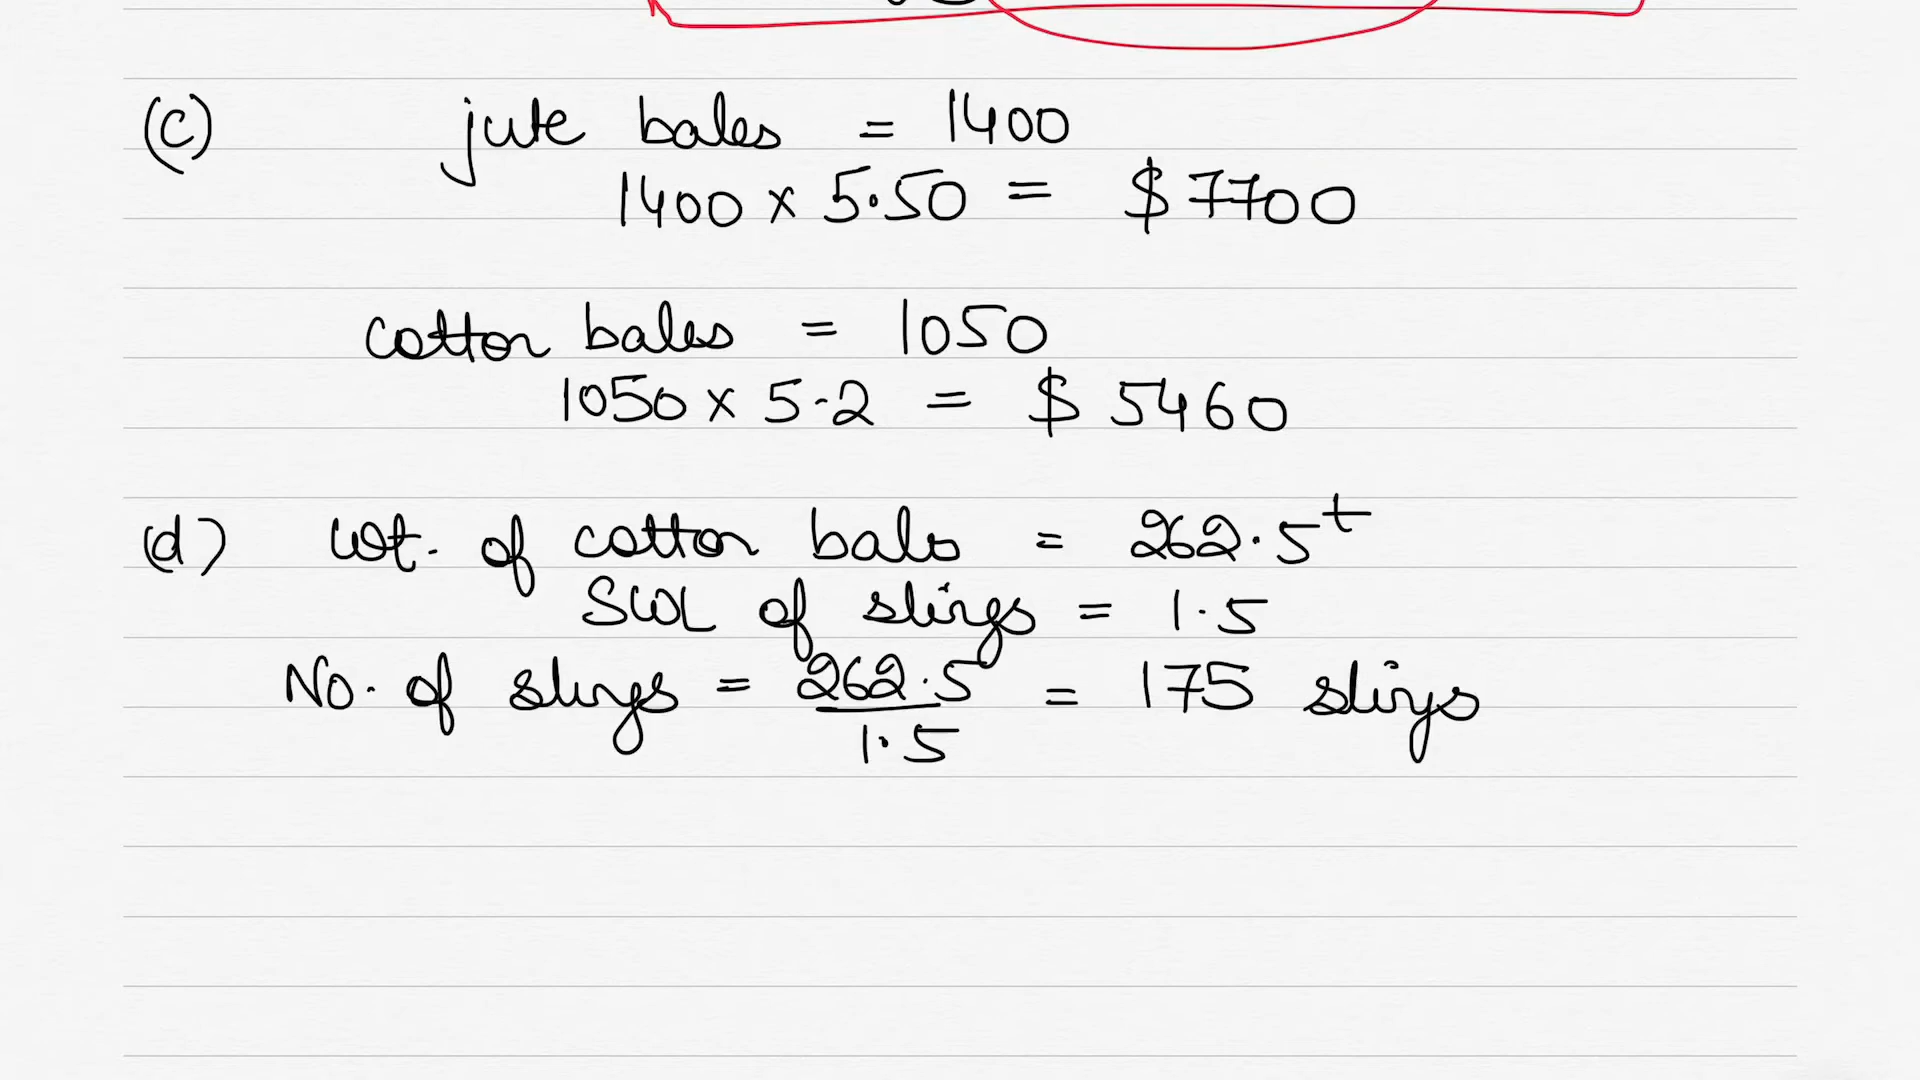 (c) jute bales = 1400
1400 x 5.50 = $7700
cotton bales = 1050
1050 x 5.2 = $ 5460
(d) wt. of cotton bals = 262.5t
SWL of slings = 1.5
No. of slings = 262.5 / 1.5 = 175 slings